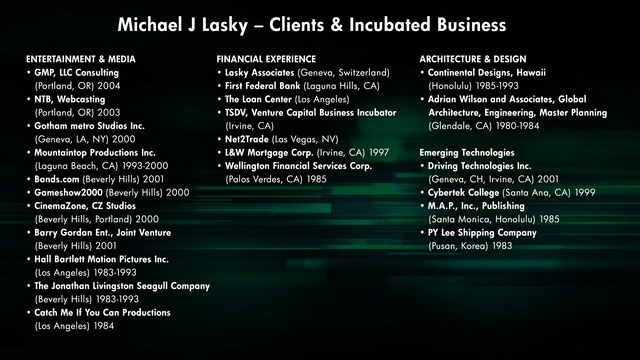 Michael J Lasky – Clients & Incubated Business
ENTERTAINMENT & MEDIA
• GMP, LLC Consulting
(Portland, OR) 2004
• NTB, Webcasting
(Portland, OR) 2003
• Gotham metro Studios Inc.
(Geneva, LA, NY) 2000
• Mountaintop Productions Inc.
(Laguna Beach, CA) 1993-2000
• Bands.com (Beverly Hills) 2001
• Gameshow2000 (Beverly Hills) 2000
• CinemaZone, CZ Studios
(Beverly Hills, Portland) 2000
• Barry Gordan Ent., Joint Venture
(Beverly Hills) 2001
• Hall Bartlett Motion Pictures Inc.
(Los Angeles) 1983-1993
• The Jonathan Livingston Seagull Company
(Beverly Hills) 1983-1993
• Catch Me If You Can Productions
(Los Angeles) 1984
FINANCIAL EXPERIENCE
• Lasky Associates (Geneva, Switzerland)
• First Federal Bank (Laguna Hills, CA)
• The Loan Center (Los Angeles)
• TSDV, Venture Capital Business Incubator
(Irvine, CA)
• Net2Trade (Las Vegas, NV)
• L&W Mortgage Corp. (Irvine, CA) 1997
• Wellington Financial Services Corp.
(Palos Verdes, CA) 1985
ARCHITECTURE & DESIGN
• Continental Designs, Hawaii
(Honolulu) 1985-1993
• Adrian Wilson and Associates, Global
Architecture, Engineering, Master Planning
(Glendale, CA) 1980-1984
Emerging Technologies
• Driving Technologies Inc.
(Geneva, CH, Irvine, CA) 2001
• Cybertek College (Santa Ana, CA) 1999
• M.A.P., Inc., Publishing
(Santa Monica, Honolulu) 1985
• PY Lee Shipping Company
(Pusan, Korea) 1983